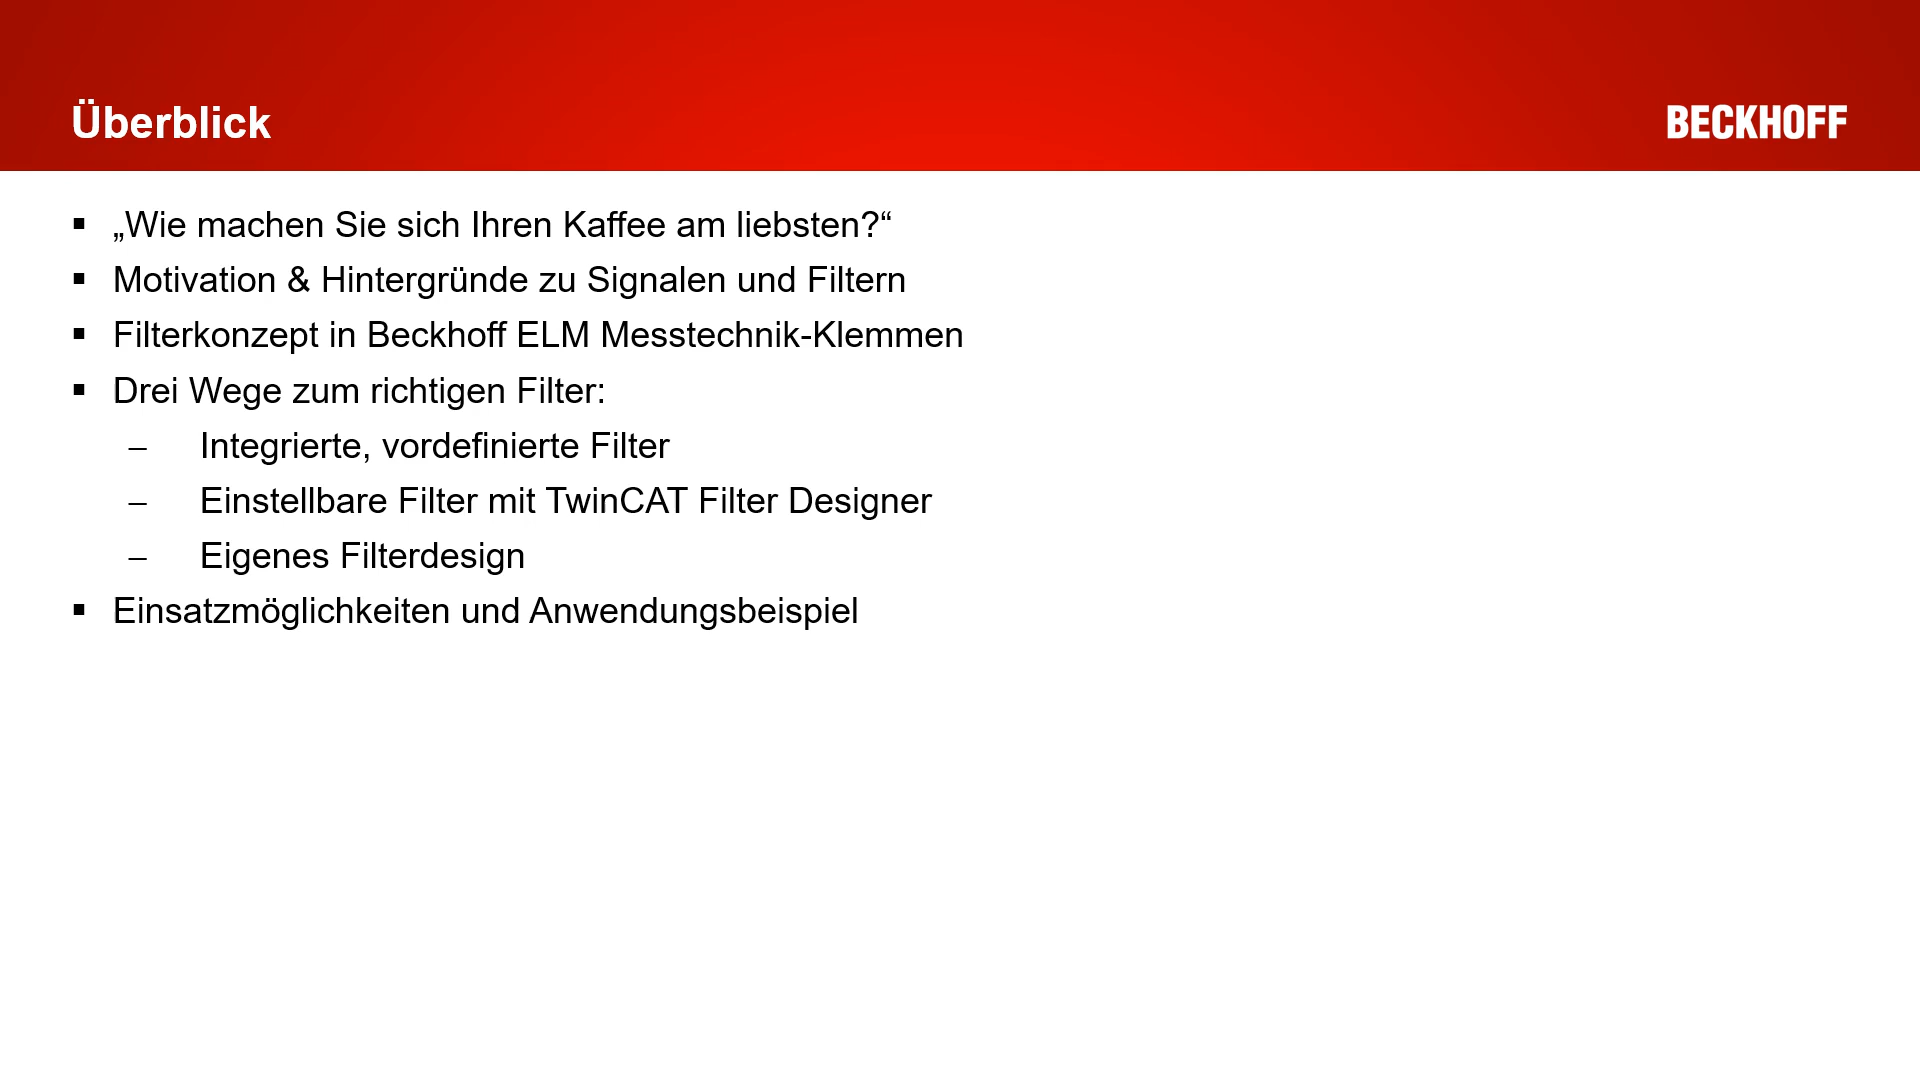 Überblick
BECKHOFF
▪ „Wie machen Sie sich Ihren Kaffee am liebsten?“
▪ Motivation & Hintergründe zu Signalen und Filtern
▪ Filterkonzept in Beckhoff ELM Messtechnik-Klemmen
▪ Drei Wege zum richtigen Filter:
– Integrierte, vordefinierte Filter
– Einstellbare Filter mit TwinCAT Filter Designer
– Eigenes Filterdesign
▪ Einsatzmöglichkeiten und Anwendungsbeispiel